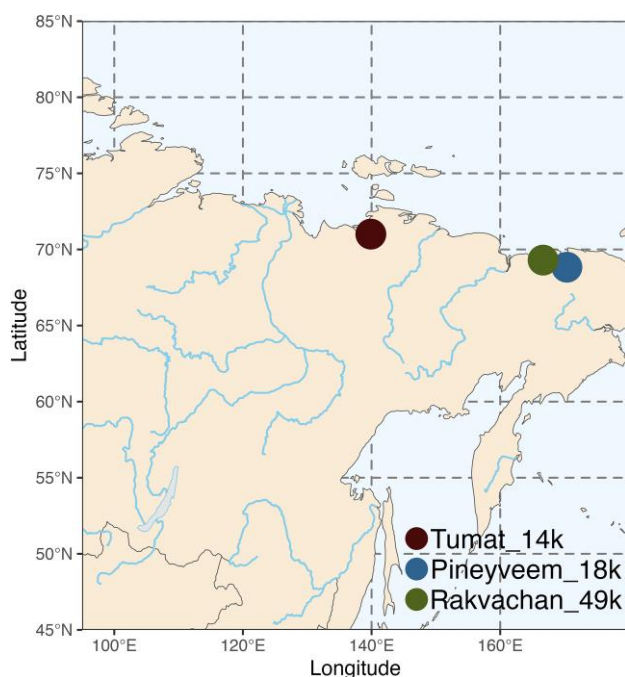 85°N
80°N
75°N
70°N
65°N
60°N
55°N
50°N
45°N
Latitude
Tumat_14k
Pineyveem_18k
Rakvachan_49k
100°E
120°E
140°E
160°E
Longitude